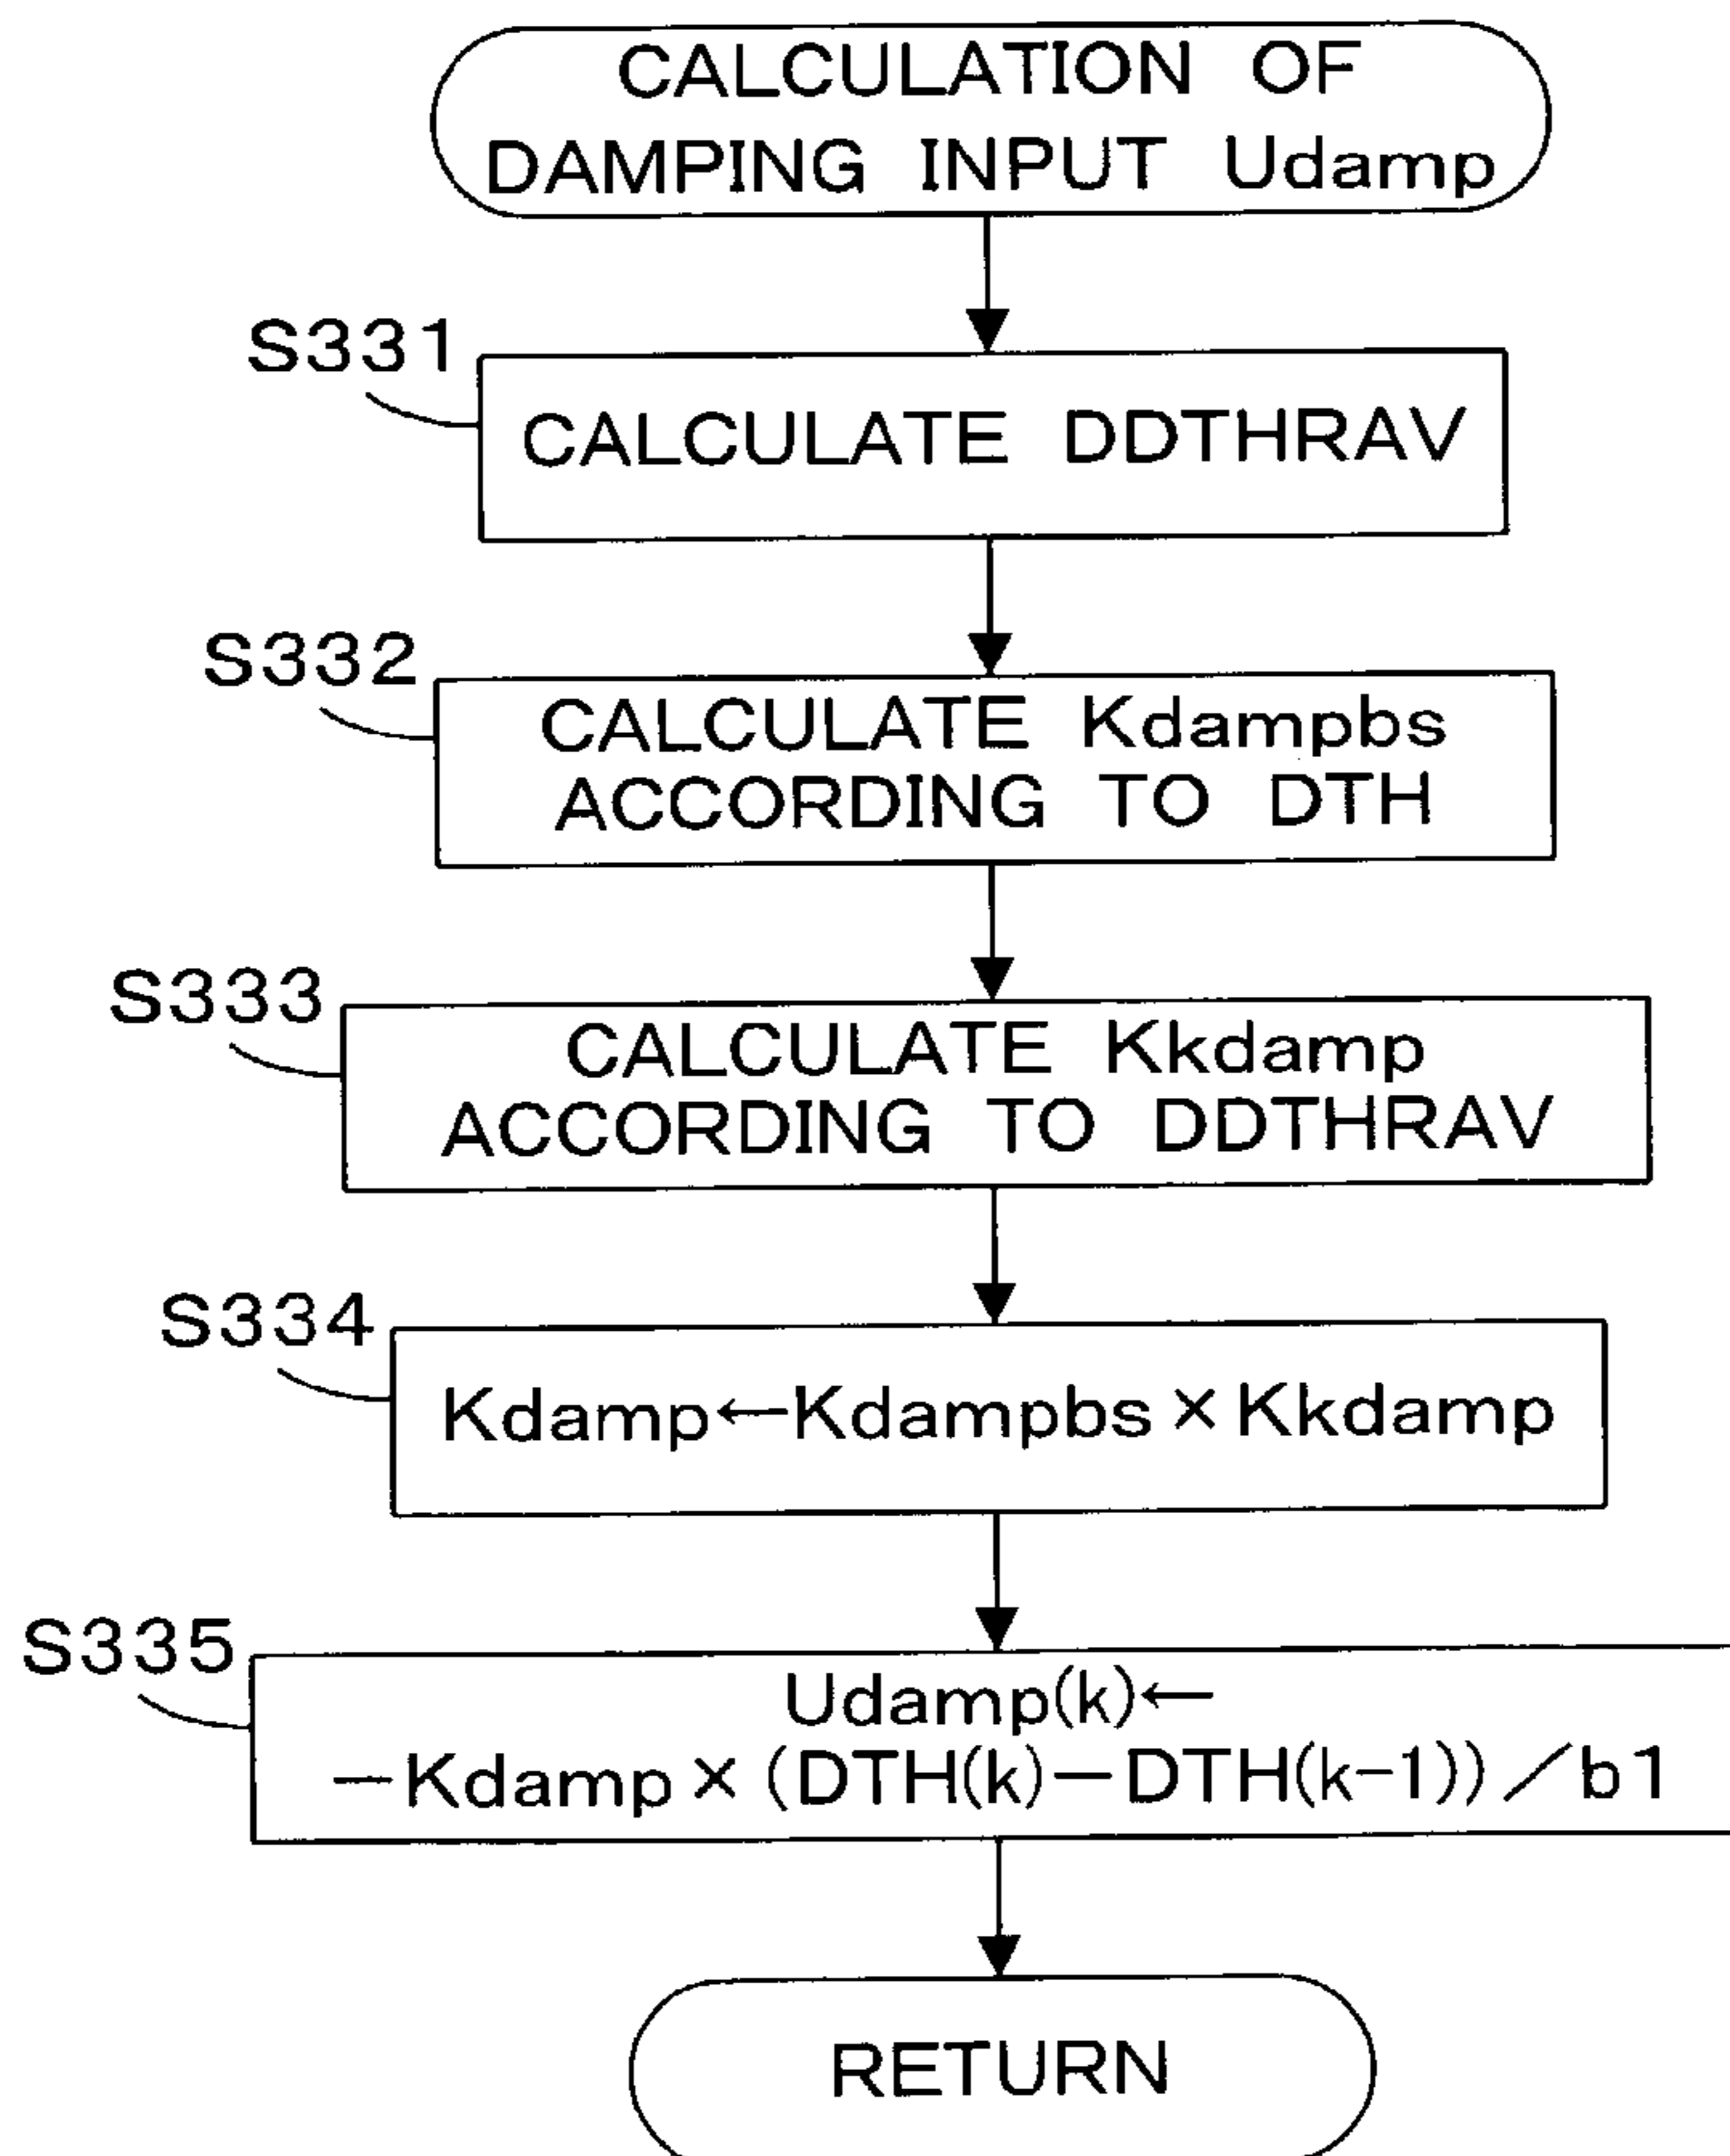 CALCULATION OF
DAMPING INPUT Udamp
S331
CALCULATE DDTHRAV
S332
CALCULATE Kdampbs
ACCORDING TO DTH
S333
CALCULATE Kkdamp
ACCORDING TO DDTHRAV
S334
Kdamp←Kdampbs×Kkdamp
S335
Udamp(k)←
−Kdamp×(DTH(k)−DTH(k−1))/b1
RETURN